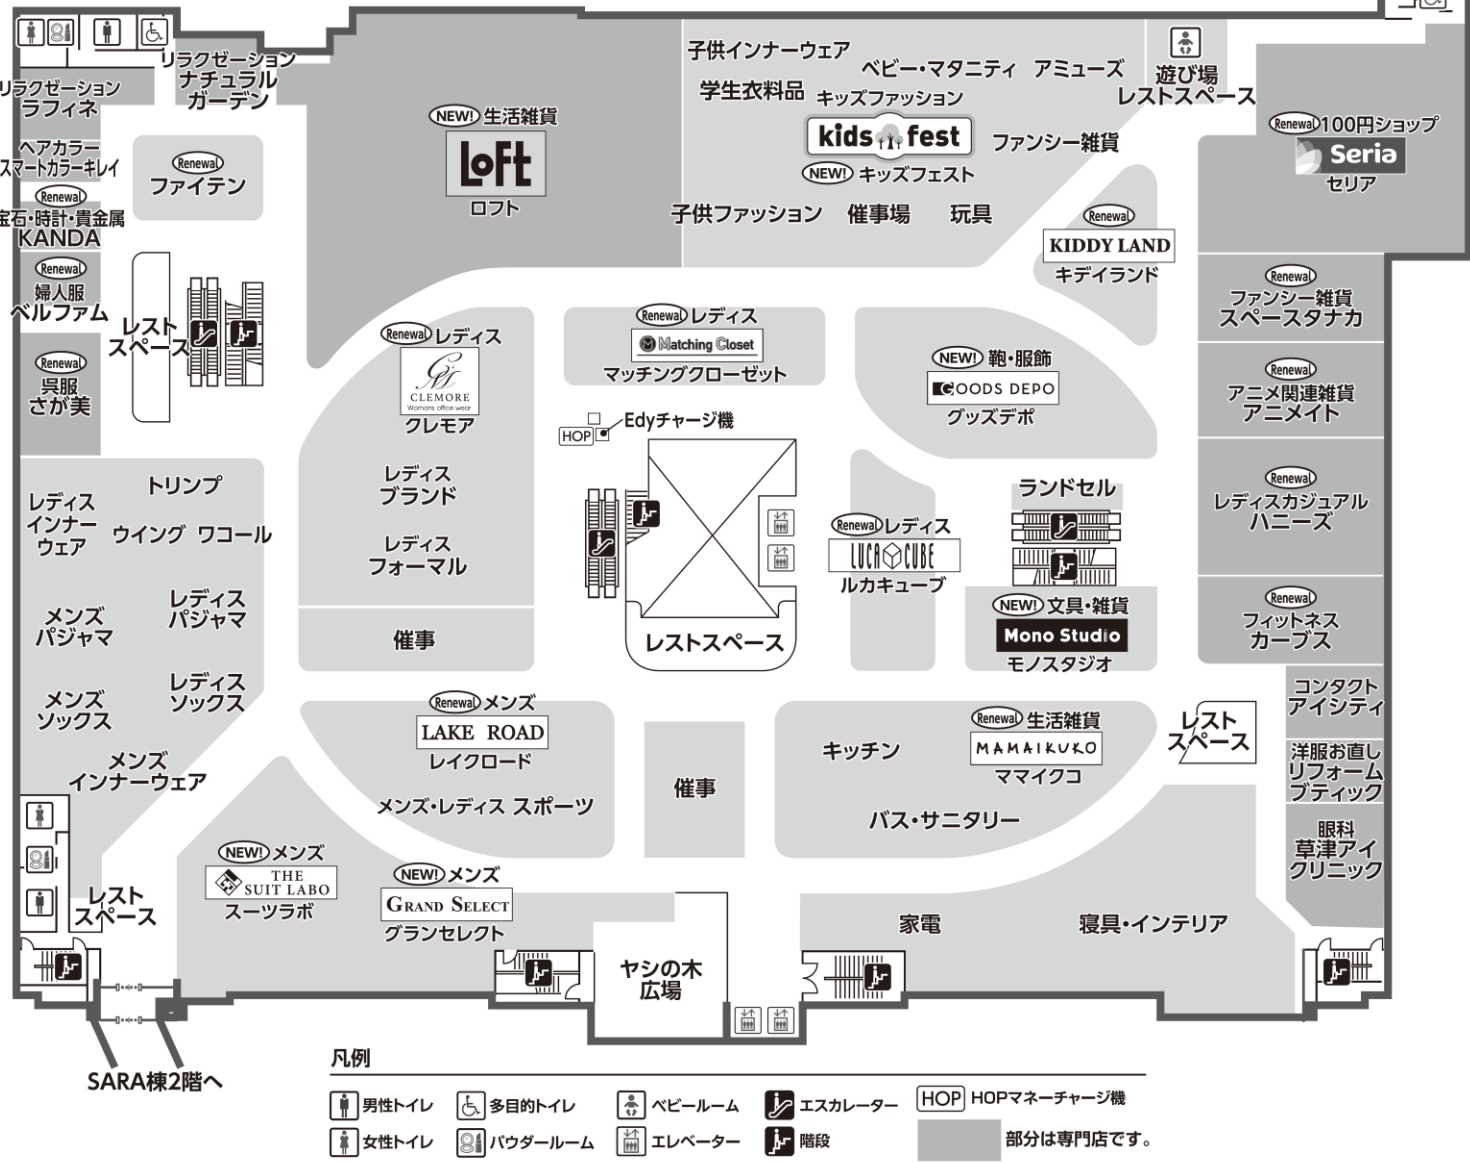 リラクゼーション
ラフィネ
リラクゼーション
ナチュラル
ガーデン
ヘアカラー
スマートカラーキレイ
Renewal
ファイテン
Renewal
宝石・時計・貴金属
KANDA
Renewal
婦人服
ベルファム
Renewal
呉服
さが美
レスト
スペース
NEW! 生活雑貨
LOFT
ロフト
子供インナーウェア
ベビー・マタニティ
アミューズ
学生衣料品
キッズファッション
kids fest
NEW! キッズフェスト
ファンシー雑貨
子供ファッション
催事場
玩具
遊び場
レストスペース
Renewal 100円ショップ
Seria
セリア
Renewal
KIDDY LAND
キデイランド
Renewal
ファンシー雑貨
スペースタナカ
Renewal
アニメ関連雑貨
アニメイト
Renewal
レディスカジュアル
ハニーズ
Renewal
フィットネス
カーブス
コンタクト
アイシティ
洋服お直し
リフォーム
ブティック
眼科
草津アイ
クリニック
Renewal レディス
CM
CLEMORE
Womans office wear
クレモア
レディス
ブランド
レディス
フォーマル
催事
Renewal レディス
Matching Closet
マッチングクローゼット
Edyチャージ機
HOP
レストスペース
NEW! 鞄・服飾
GOODS DEPO
グッズデポ
Renewal レディス
LUCA CUBE
ルカキューブ
ランドセル
NEW! 文具・雑貨
Mono Studio
モノスタジオ
レディス
インナー
ウェア
トリンプ
ウイング ワコール
メンズ
パジャマ
レディス
パジャマ
メンズ
ソックス
レディス
ソックス
メンズ
インナーウェア
レスト
スペース
Renewal メンズ
LAKE ROAD
レイクロード
メンズ・レディス スポーツ
催事
キッチン
Renewal 生活雑貨
MAMAIKUKO
ママイクコ
バス・サニタリー
レスト
スペース
NEW! メンズ
THE
SUIT LABO
スーツラボ
NEW! メンズ
GRAND SELECT
グランセレクト
ヤシの木
広場
家電
寝具・インテリア
SARA棟2階へ
凡例
男性トイレ
多目的トイレ
ベビールーム
エスカレーター
HOP HOPマネーチャージ機
女性トイレ
パウダールーム
エレベーター
階段
部分は専門店です。